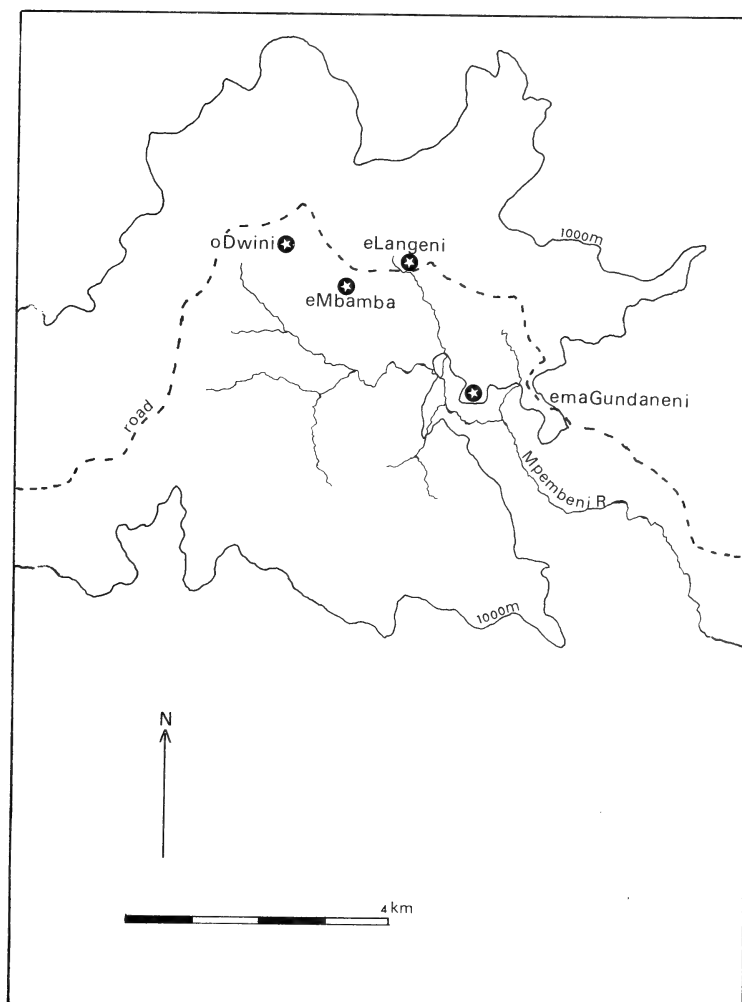 1000m
oDwini
eLangeni
eMbamba
emaGundaneni
road
Mpembeni R
1000m
N
4 km